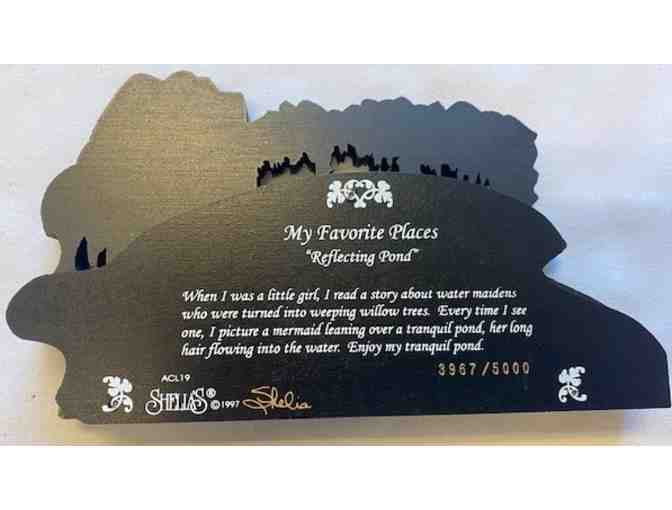 My Favorite Places
"Reflecting Pond"
When I was a little girl, I read a story about water maidens
who were turned into weeping willow trees. Every time I see
one, I picture a mermaid leaning over a tranquil pond, her long
hair flowing into the water. Enjoy my tranquil pond.
3967/5000
ACL19
SHELIA'S® ©1997 Shelia